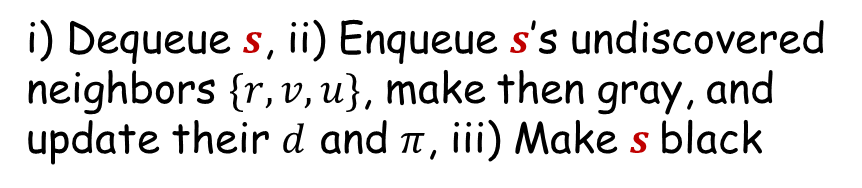 i) Dequeue s, ii) Enqueue s's undiscovered
neighbors {r, v, u}, make then gray, and
update their d and π, iii) Make s black